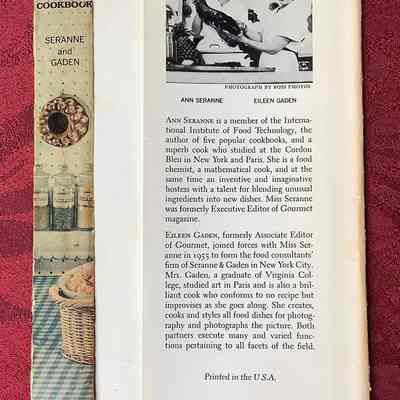 COOKBOOK
SERANNE
and
GADEN
PHOTOGRAPH BY ROSS PHOTOS
ANN SERANNE EILEEN GADEN
ANN SERANNE is a member of the Interna-
tional Institute of Food Technology, the
author of five popular cookbooks, and a
superb cook who studied at the Cordon
Bleu in New York and Paris. She is a food
chemist, a mathematical cook, and at the
same time an inventive and imaginative
hostess with a talent for blending unusual
ingredients into new dishes. Miss Seranne
was formerly Executive Editor of Gourmet
magazine.
EILEEN GADEN, formerly Associate Editor
of Gourmet, joined forces with Miss Ser-
anne in 1955 to form the food consultants'
firm of Seranne & Gaden in New York City.
Mrs. Gaden, a graduate of Virginia Col-
lege, studied art in Paris and is also a bril-
liant cook who conforms to no recipe but
improvises as she goes along. She creates,
cooks and styles all food dishes for photog-
raphy and photographs the picture. Both
partners execute many and varied func-
tions pertaining to all facets of the field.
Printed in the U.S.A.